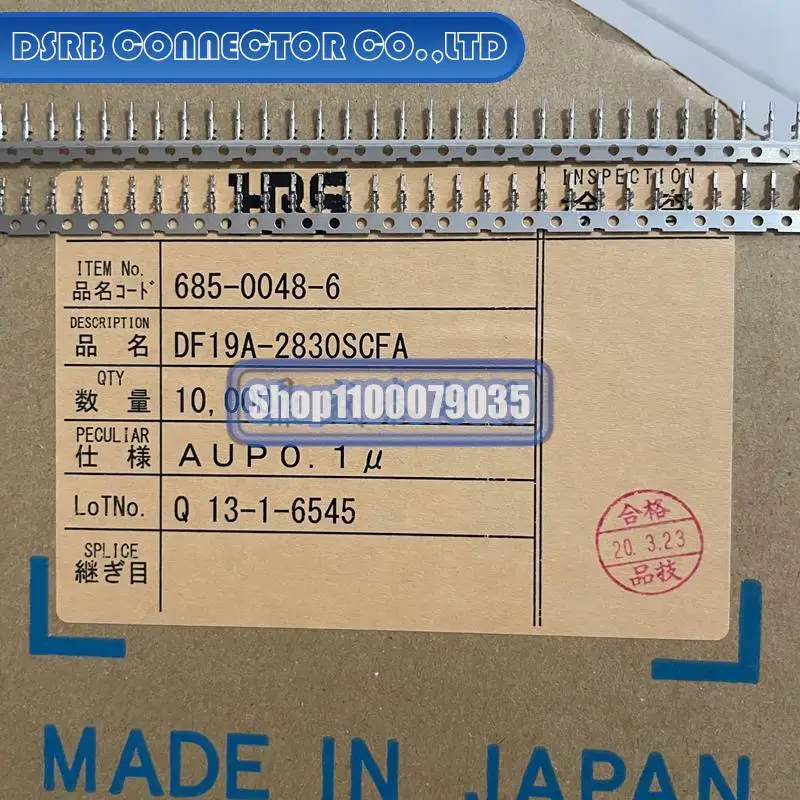 DSRB CONNECTOR CO.,LTD
HRS
INSPECTION
ITEM No.
品名コード
685-0048-6
DESCRIPTION
品 名
DF19A-2830SCFA
QTY
数 量
10,00
Shop1100079035
PECULIAR
仕 様
AUP0.1μ
LoTNo.
Q 13-1-6545
SPLICE
継ぎ目
合格
20. 3.23
品技
MADE IN JAPAN